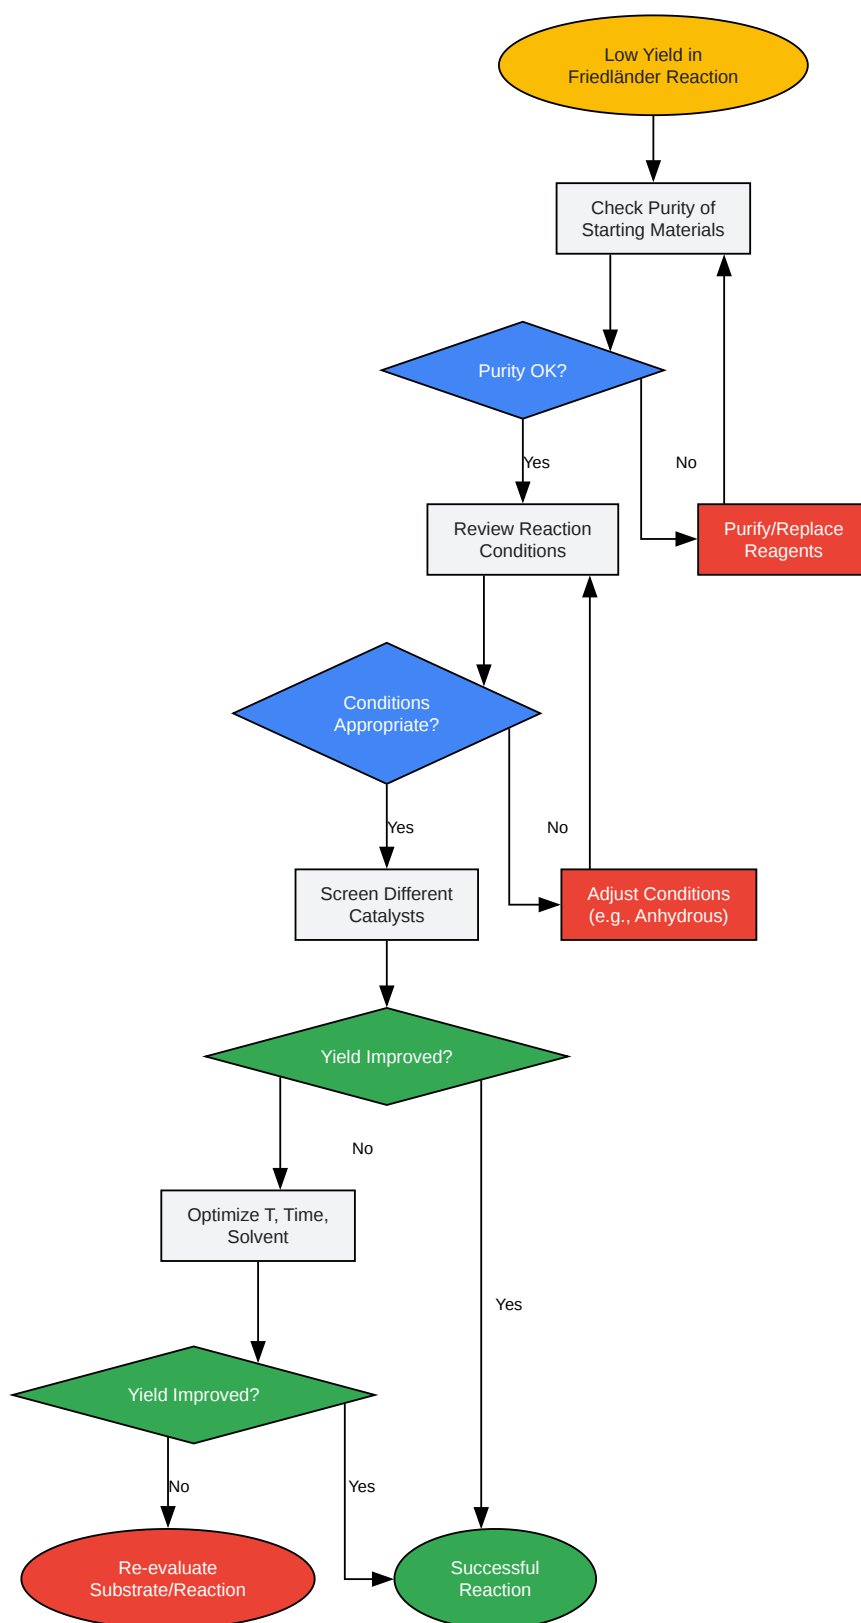 Low Yield in
Friedländer Reaction
Check Purity of
Starting Materials
Purity OK?
Yes
No
Review Reaction
Conditions
Purify/Replace
Reagents
Conditions
Appropriate?
Yes
No
Screen Different
Catalysts
Adjust Conditions
(e.g., Anhydrous)
Yield Improved?
No
Optimize T, Time,
Solvent
Yes
Yield Improved?
No
Yes
Re-evaluate
Substrate/Reaction
Successful
Reaction